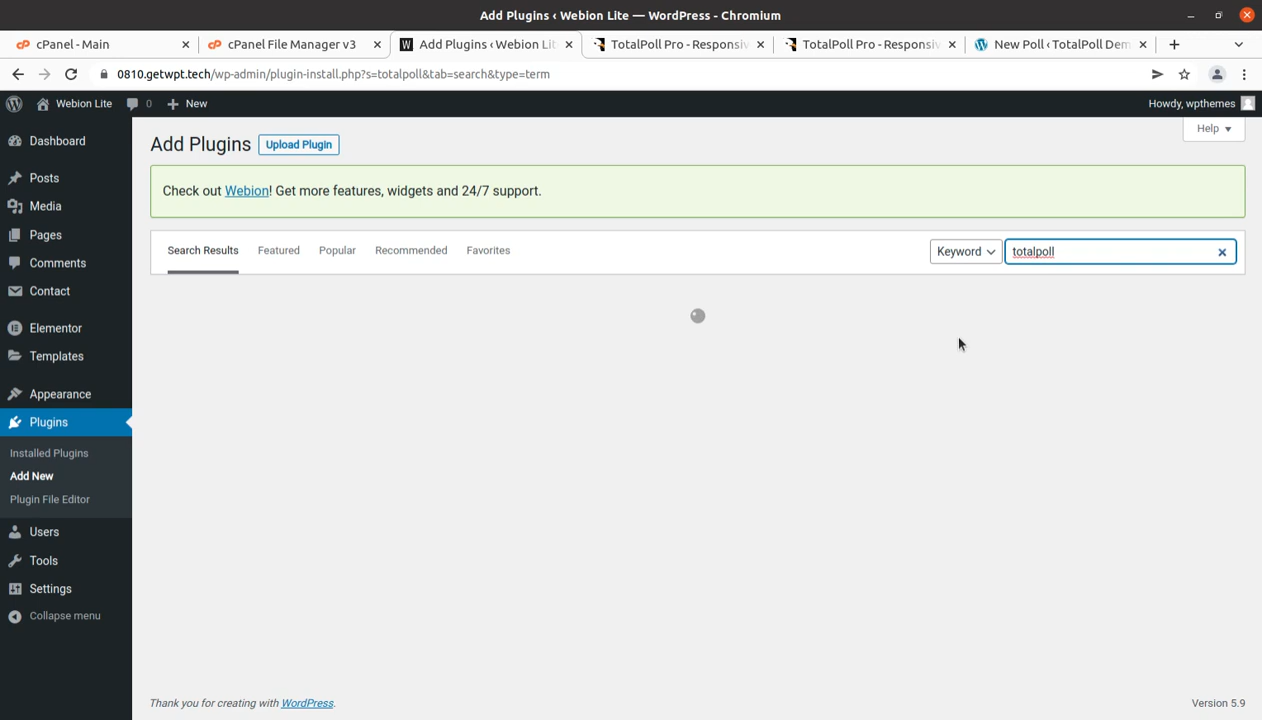 Add Plugins ‹ Webion Lite — WordPress - Chromium
cPanel - Main
cPanel File Manager v3
Add Plugins ‹ Webion Lit
TotalPoll Pro - Responsiv
TotalPoll Pro - Responsiv
New Poll ‹ TotalPoll Dem
0810.getwpt.tech/wp-admin/plugin-install.php?s=totalpoll&tab=search&type=term
Webion Lite
0
New
Howdy, wpthemes
Dashboard
Posts
Media
Pages
Comments
Contact
Elementor
Templates
Appearance
Plugins
Installed Plugins
Add New
Plugin File Editor
Users
Tools
Settings
Collapse menu
Help
Add Plugins
Upload Plugin
Check out Webion! Get more features, widgets and 24/7 support.
Search Results
Featured
Popular
Recommended
Favorites
Keyword
totalpoll
Thank you for creating with WordPress.
Version 5.9